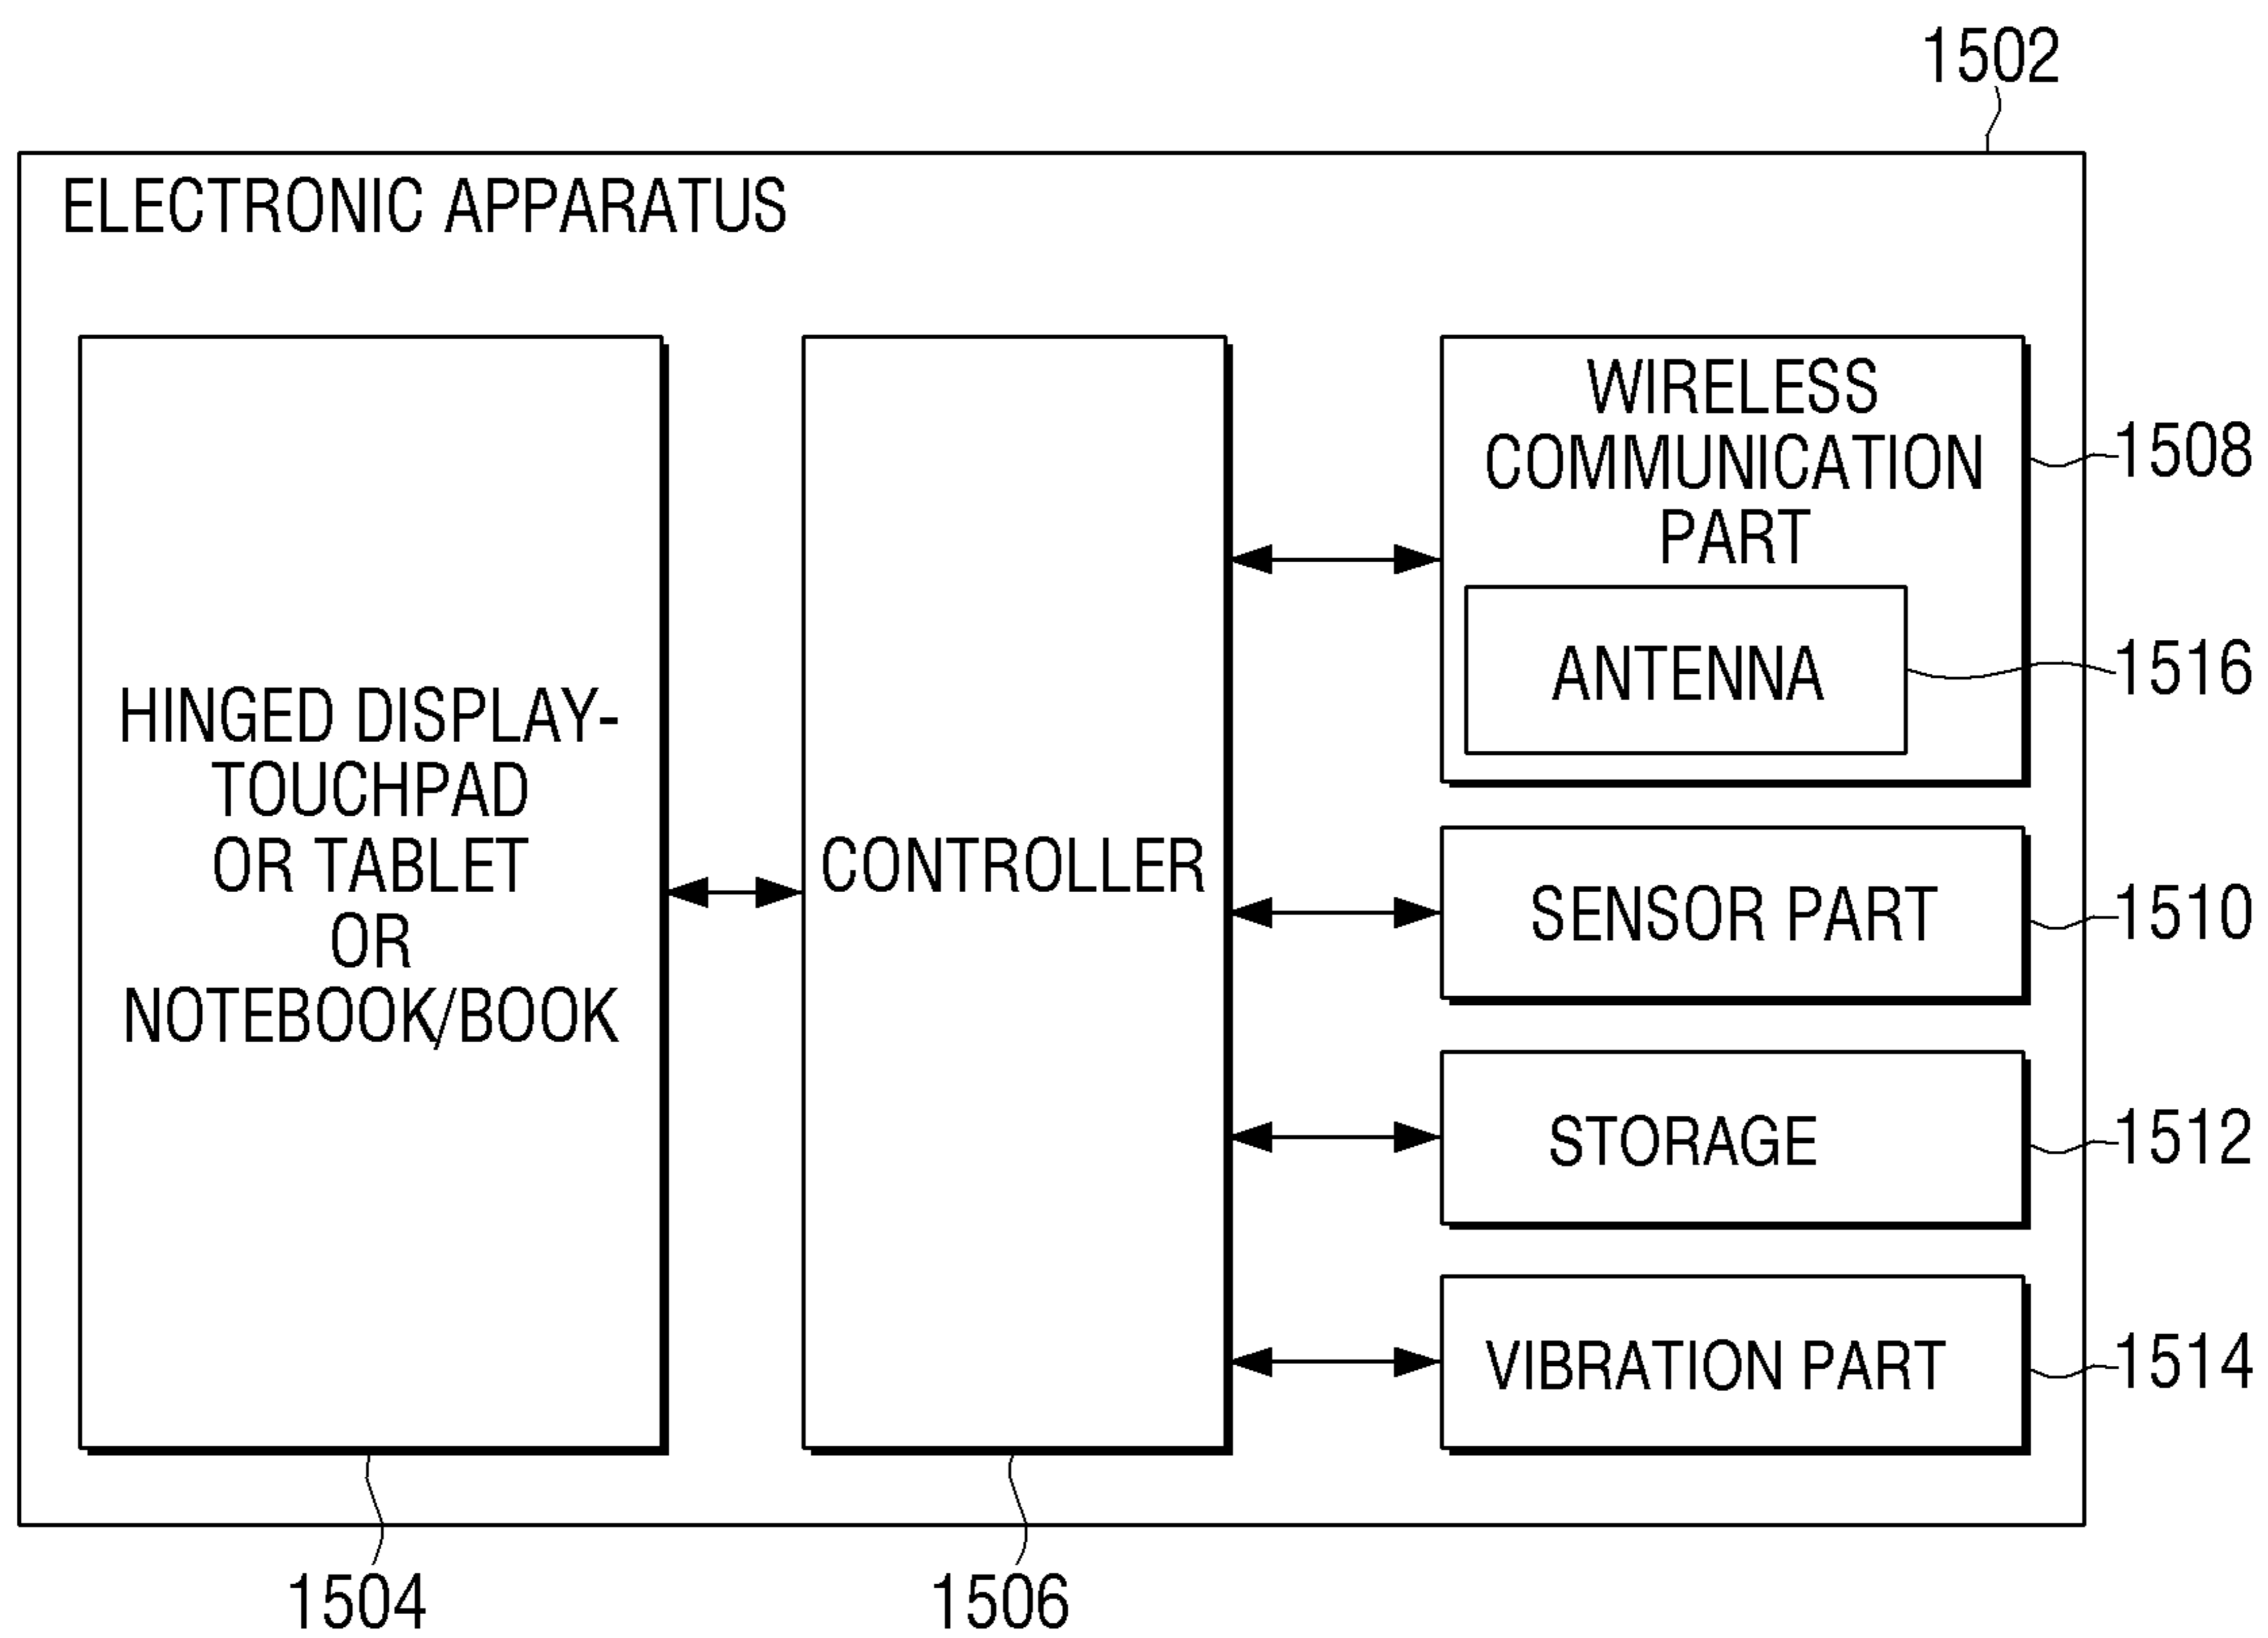 1502
ELECTRONIC APPARATUS
HINGED DISPLAY-
TOUCHPAD
OR TABLET
OR
NOTEBOOK/BOOK
CONTROLLER
WIRELESS
COMMUNICATION
PART
1508
ANTENNA
1516
SENSOR PART
1510
STORAGE
1512
VIBRATION PART
1514
1504
1506